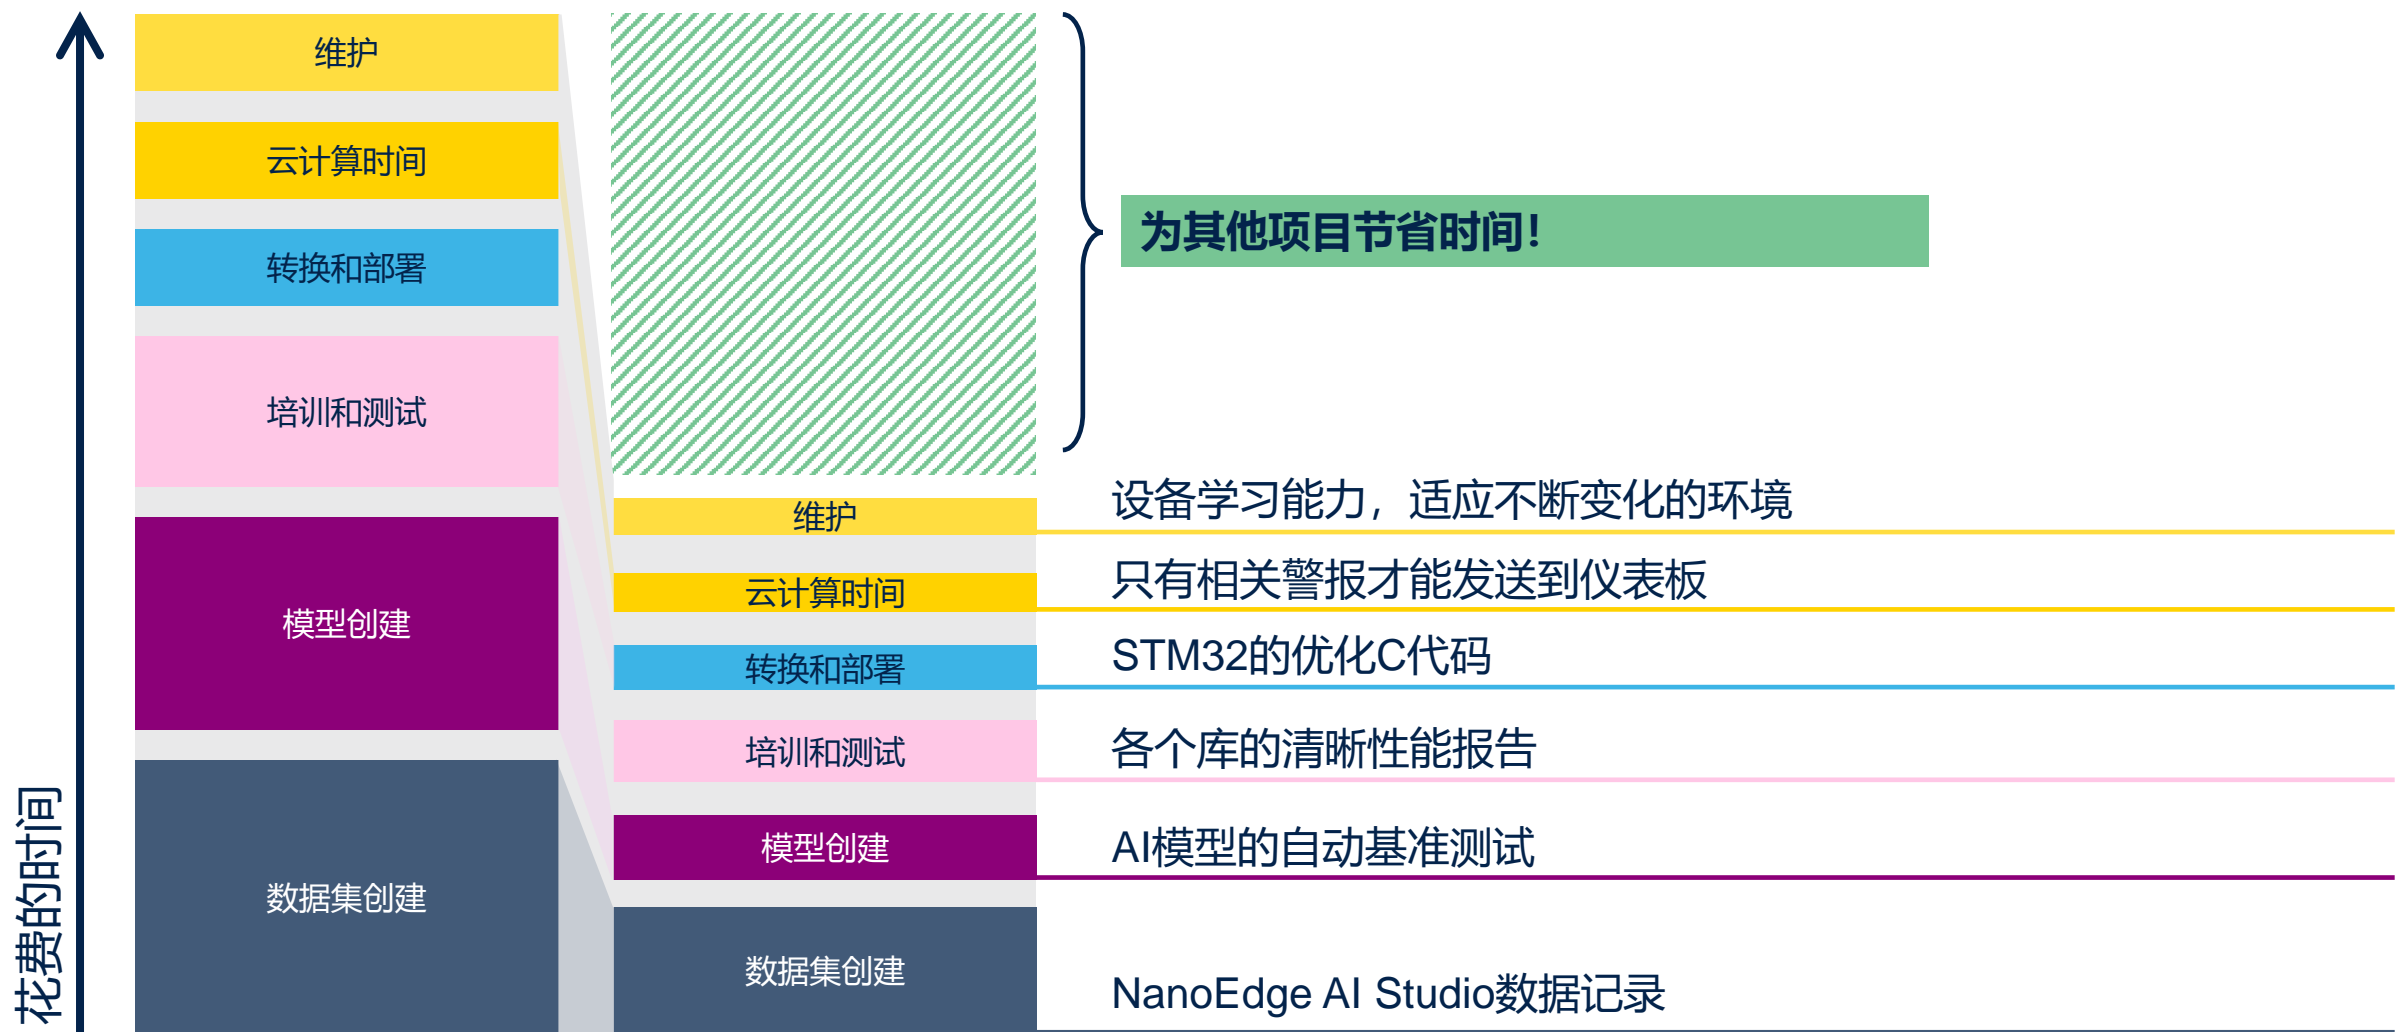 花费的时间
维护
云计算时间
转换和部署
培训和测试
模型创建
数据集创建
维护
云计算时间
转换和部署
培训和测试
模型创建
数据集创建
为其他项目节省时间！
设备学习能力，适应不断变化的环境
只有相关警报才能发送到仪表板
STM32的优化C代码
各个库的清晰性能报告
AI模型的自动基准测试
NanoEdge AI Studio数据记录